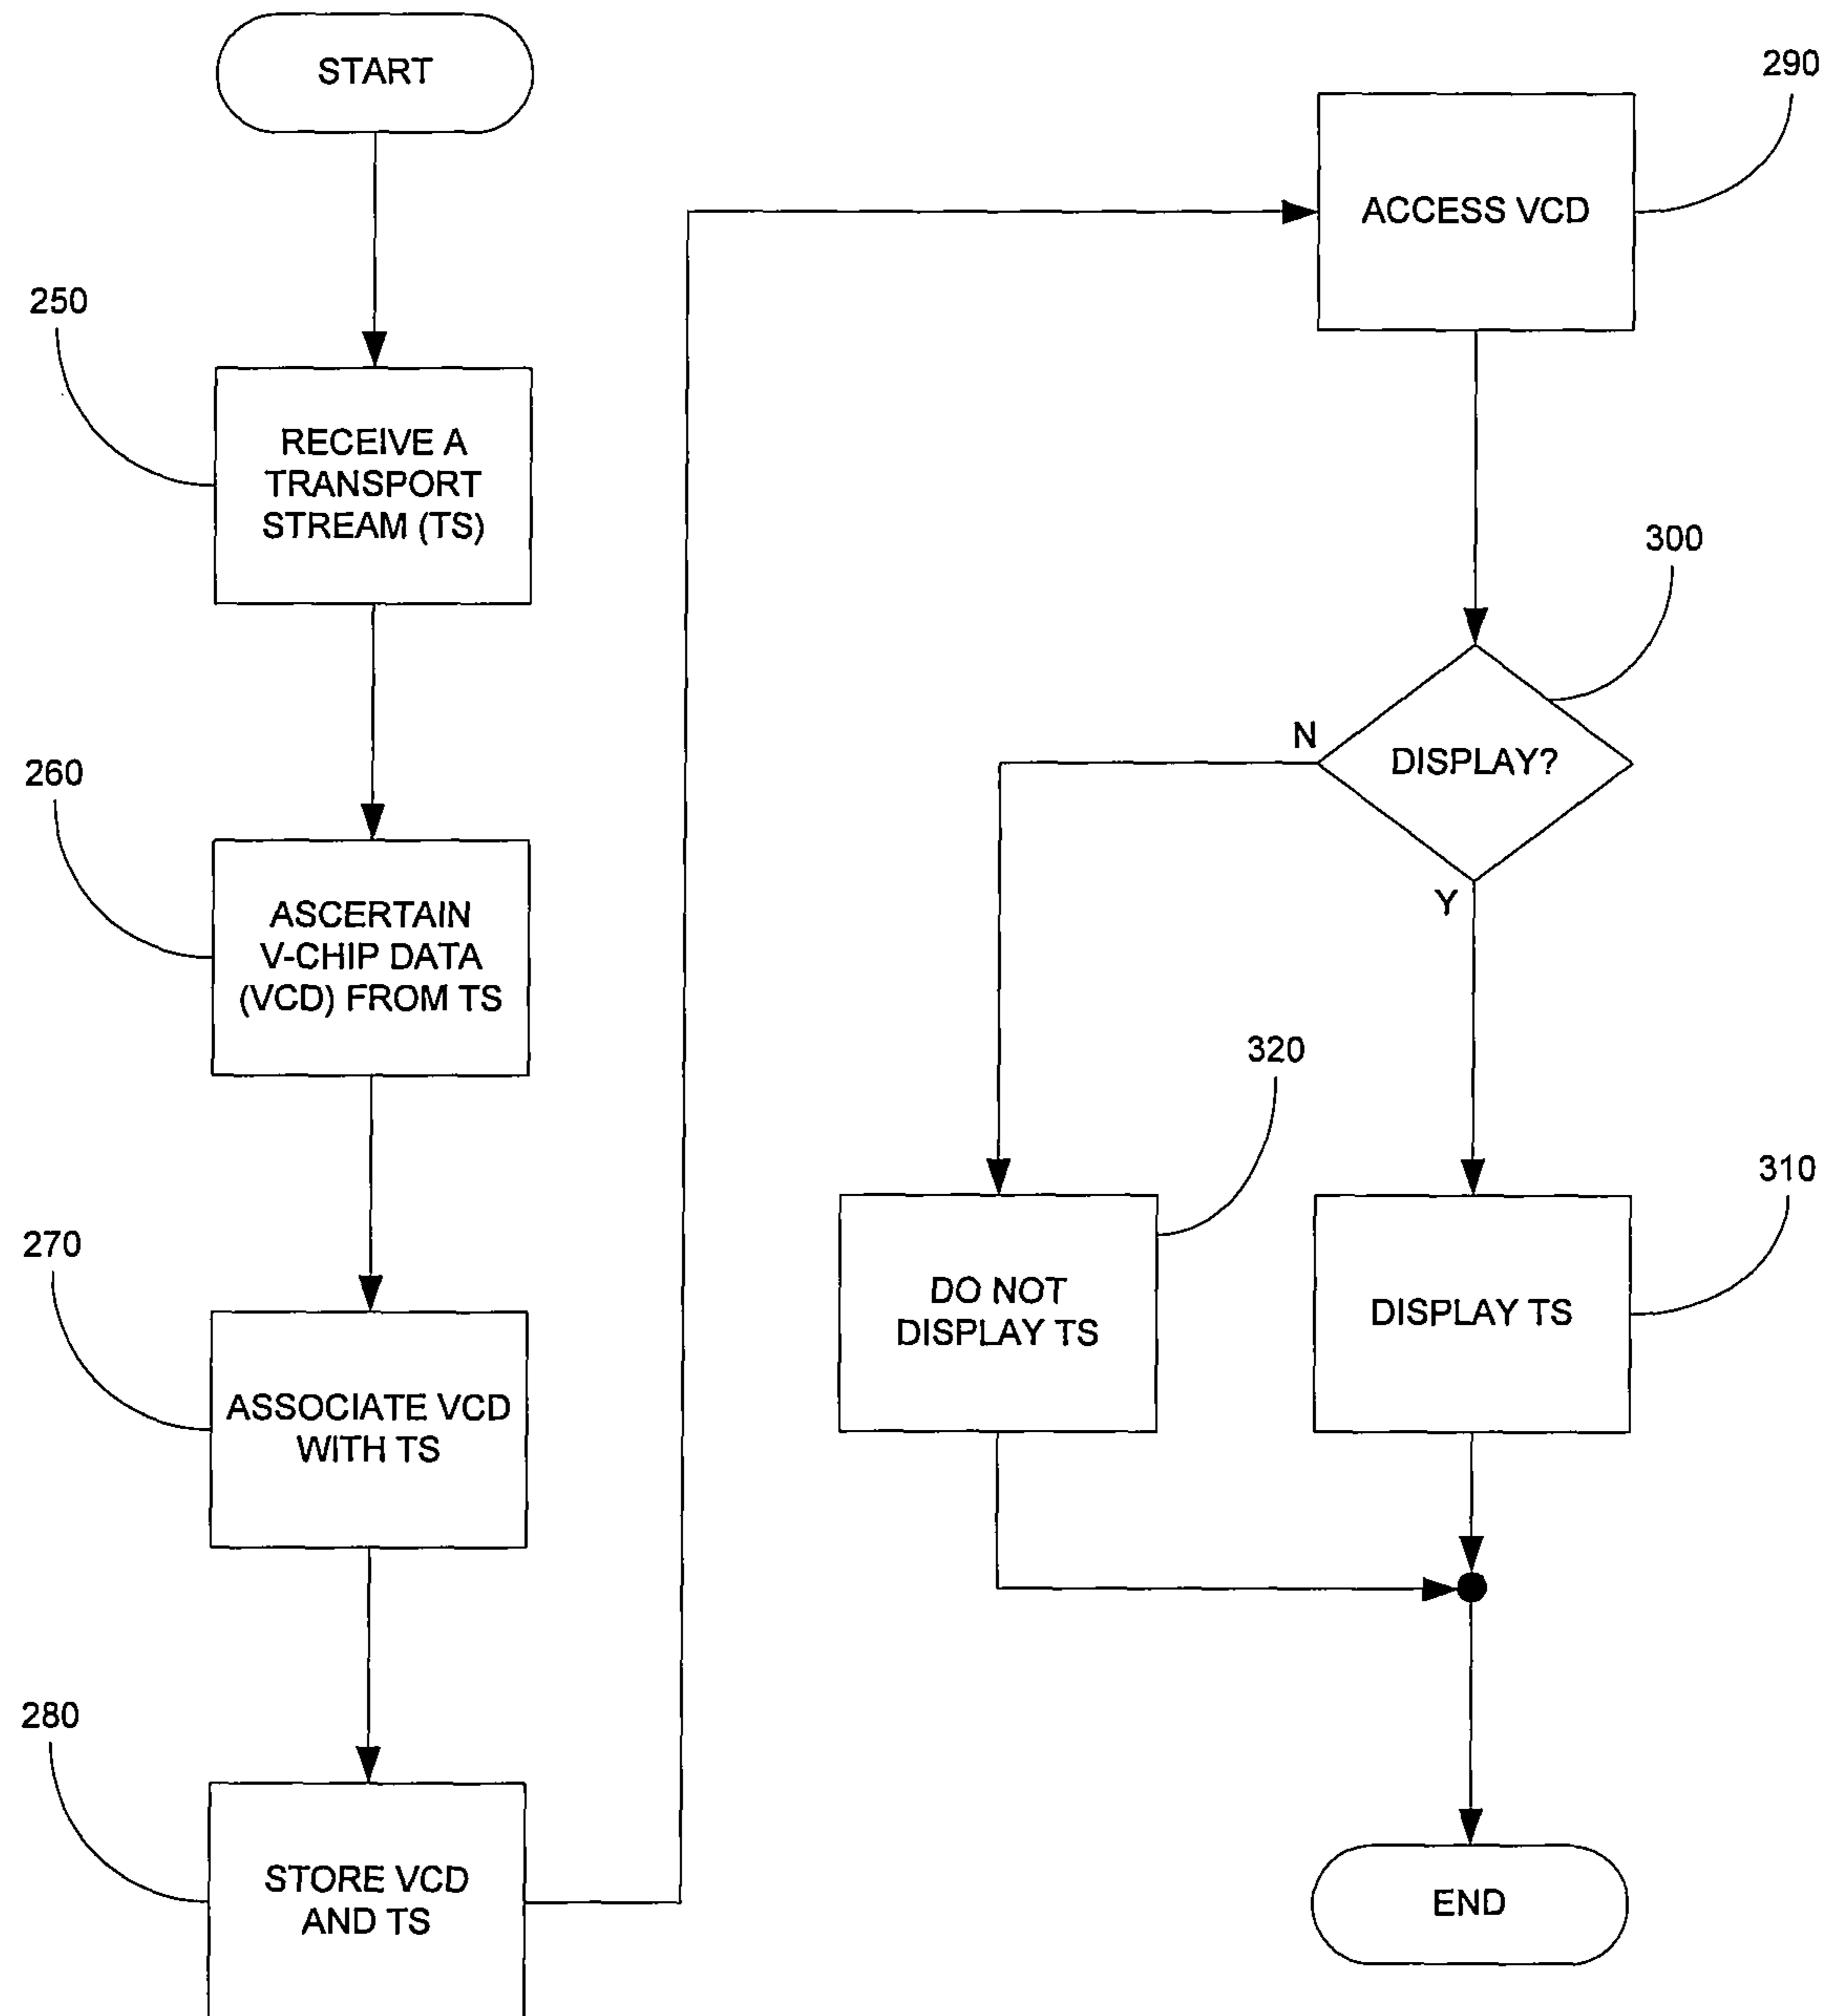 START
250
RECEIVE A
TRANSPORT
STREAM (TS)
260
ASCERTAIN
V-CHIP DATA
(VCD) FROM TS
270
ASSOCIATE VCD
WITH TS
280
STORE VCD
AND TS
290
ACCESS VCD
300
DISPLAY?
N
Y
320
DO NOT
DISPLAY TS
310
DISPLAY TS
END